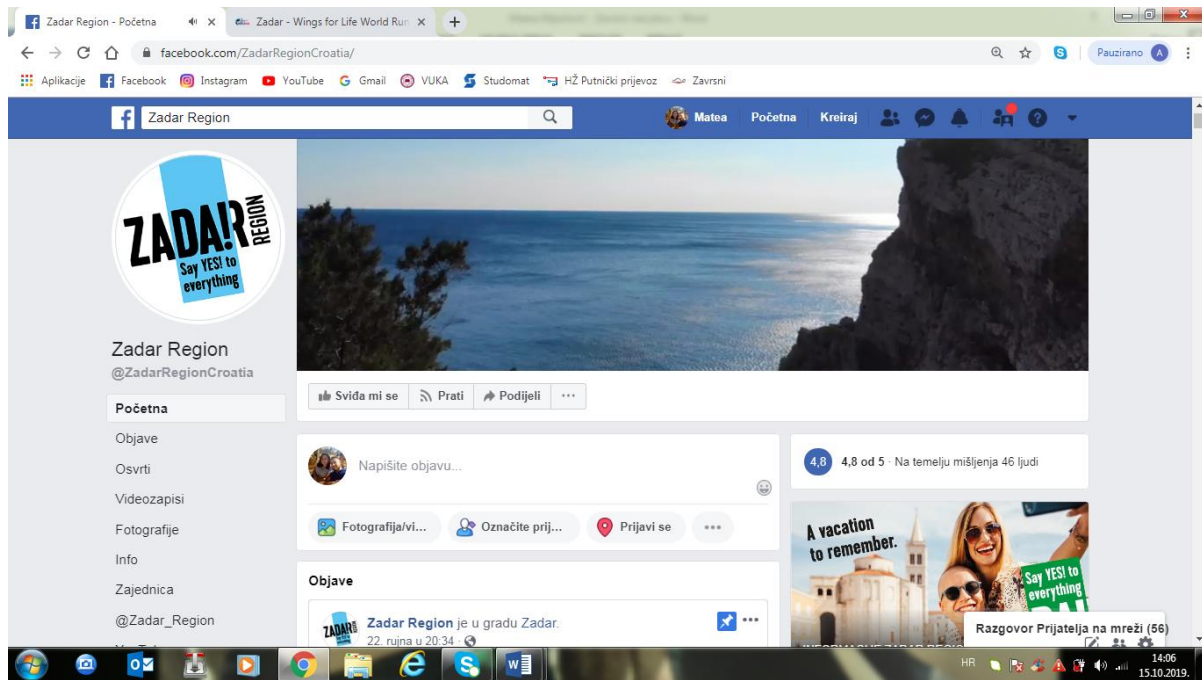 Zadar Region - Početna
Zadar - Wings for Life World Run
facebook.com/ZadarRegionCroatia/
Pauzirano A
Aplikacije Facebook Instagram YouTube Gmail VUKA Studomat HŽ Putnički prijevoz Zavrsni
Zadar Region
Matea Početna Kreiraj
ZADA!R REGION
Say YES! to
everything
Zadar Region
@ZadarRegionCroatia
Početna
Objave
Osvrti
Videozapisi
Fotografije
Info
Zajednica
@Zadar_Region
Sviđa mi se Prati Podijeli
Napišite objavu...
Fotografija/vi... Označite prij... Prijavi se
4,8 4,8 od 5 · Na temelju mišljenja 46 ljudi
A vacation
to remember.
Say YES! to
everything
Objave
Zadar Region je u gradu Zadar.
22. rujna u 20:34
Razgovor Prijatelja na mreži (56)
HR
14:06
15.10.2019.